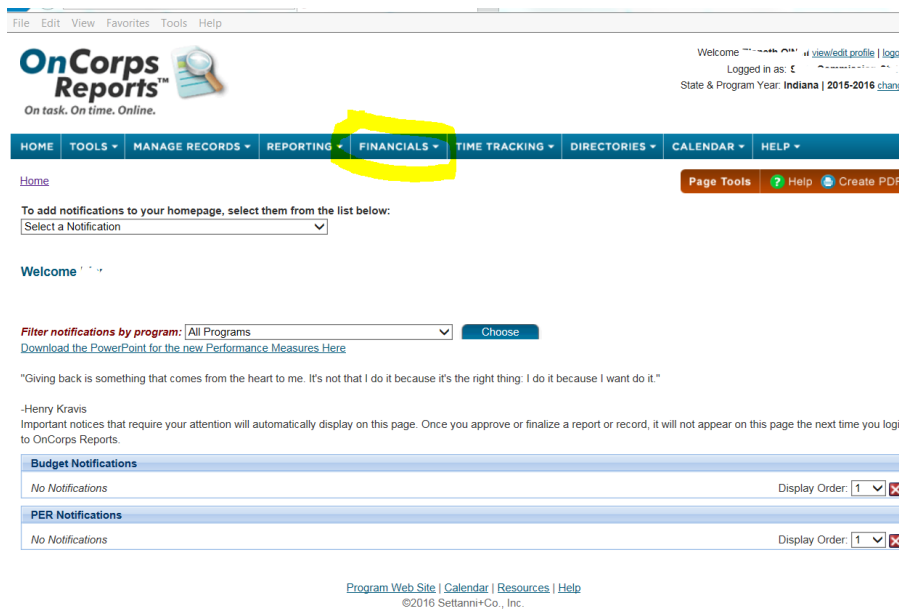 File Edit View Favorites Tools Help
OnCorps
Reports™
On task. On time. Online.
Welcome view/edit profile | logo
Logged in as:
State & Program Year: Indiana | 2015-2016 chang
HOME TOOLS MANAGE RECORDS REPORTING FINANCIALS TIME TRACKING DIRECTORIES CALENDAR HELP
Home
Page Tools ? Help Create PDF
To add notifications to your homepage, select them from the list below:
Select a Notification
Welcome
Filter notifications by program: All Programs Choose
Download the PowerPoint for the new Performance Measures Here
"Giving back is something that comes from the heart to me. It's not that I do it because it's the right thing: I do it because I want do it."
-Henry Kravis
Important notices that require your attention will automatically display on this page. Once you approve or finalize a report or record, it will not appear on this page the next time you logi
to OnCorps Reports.
Budget Notifications
No Notifications Display Order: 1
PER Notifications
No Notifications Display Order: 1
Program Web Site | Calendar | Resources | Help
©2016 Settanni+Co., Inc.